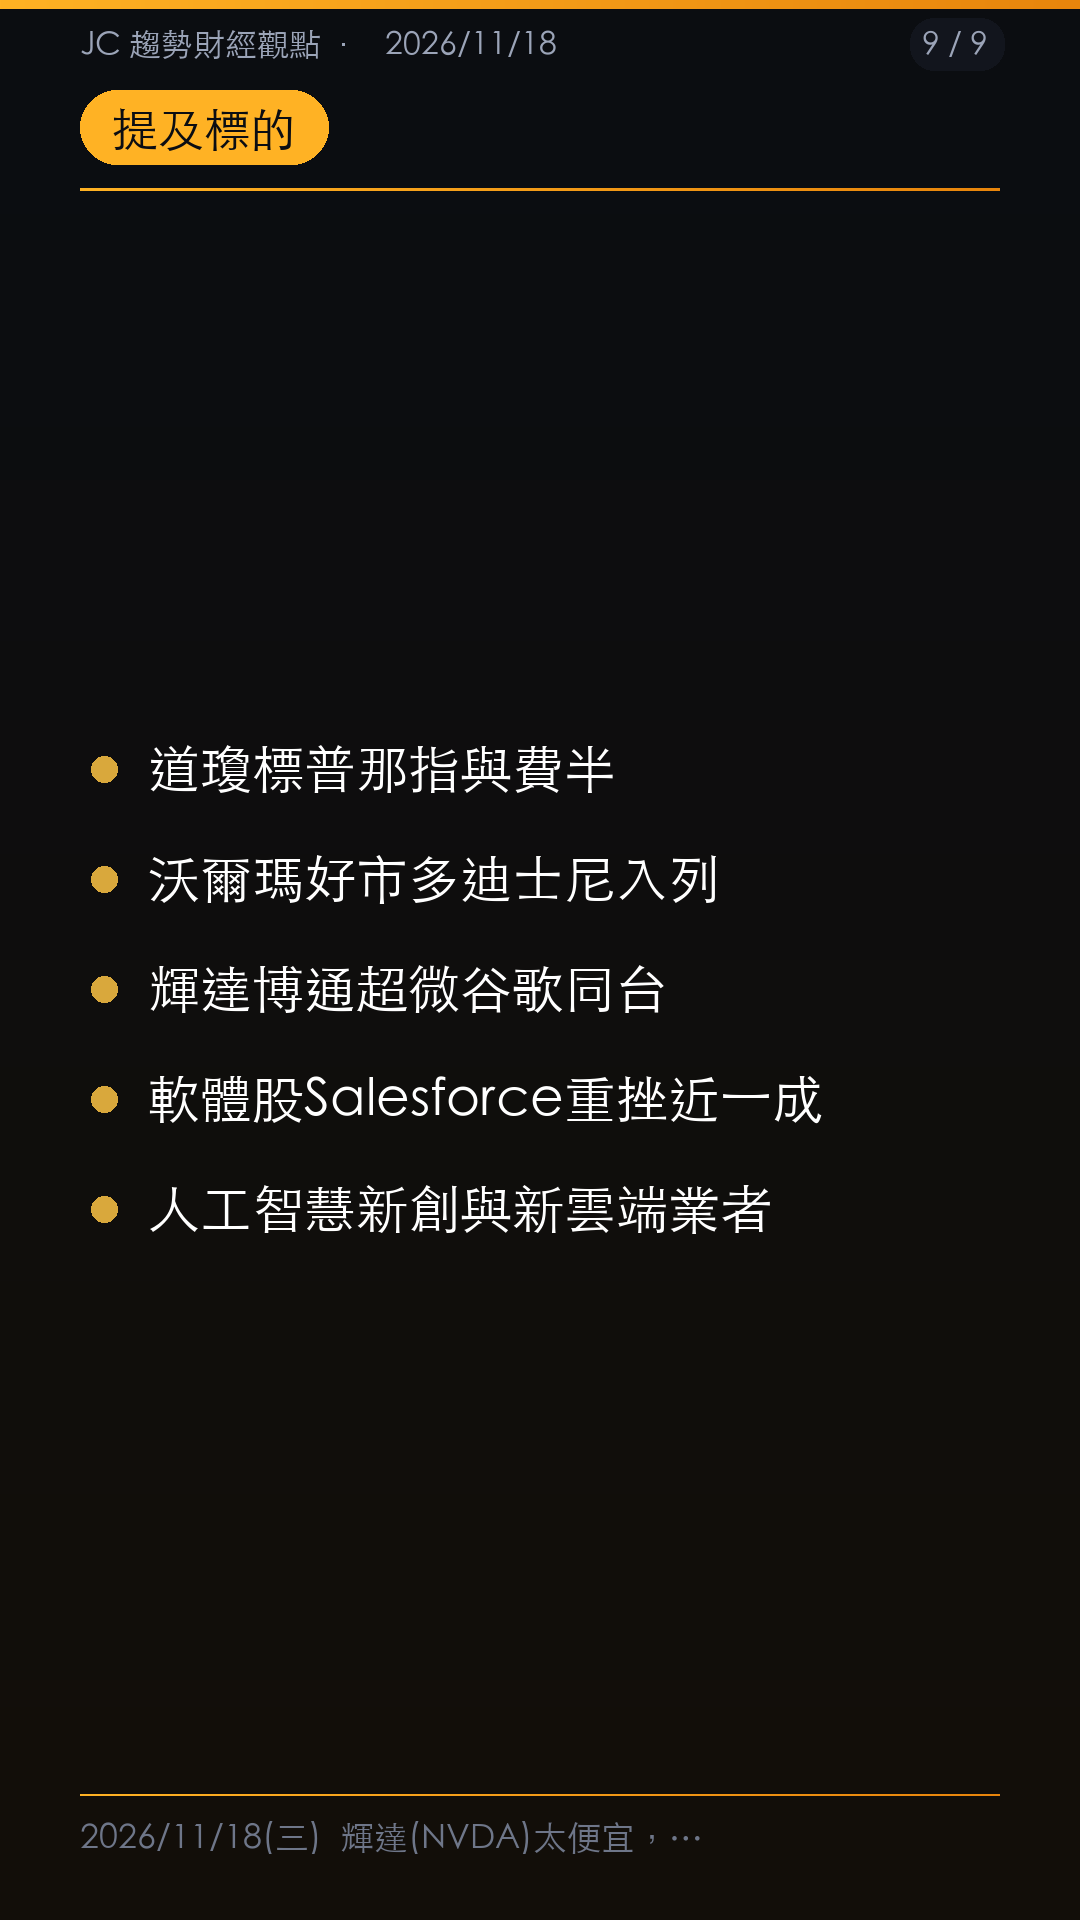 JC 趨勢財經觀點 · 2026/11/18
9 / 9
提及標的
道瓊標普那指與費半
沃爾瑪好市多迪士尼入列
輝達博通超微谷歌同台
軟體股Salesforce重挫近一成
人工智慧新創與新雲端業者
2026/11/18(三) 輝達(NVDA)太便宜，⋯